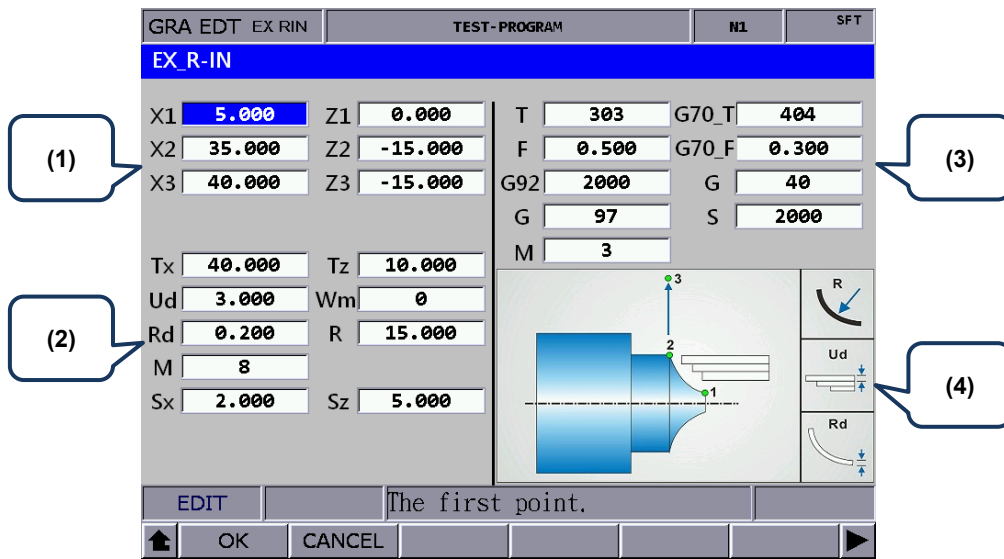 GRA EDT EX RIN TEST-PROGRAM N1 SFT
EX_R-IN
X1 5.000 Z1 0.000
X2 35.000 Z2 -15.000
X3 40.000 Z3 -15.000
Tx 40.000 Tz 10.000
Ud 3.000 Wm 0
Rd 0.200 R 15.000
M 8
Sx 2.000 Sz 5.000
T 303 G70_T 404
F 0.500 G70_F 0.300
G92 2000 G 40
G 97 S 2000
M 3
3
2
1
R
Ud
Rd
EDIT The first point.
OK CANCEL
(1)
(2)
(3)
(4)